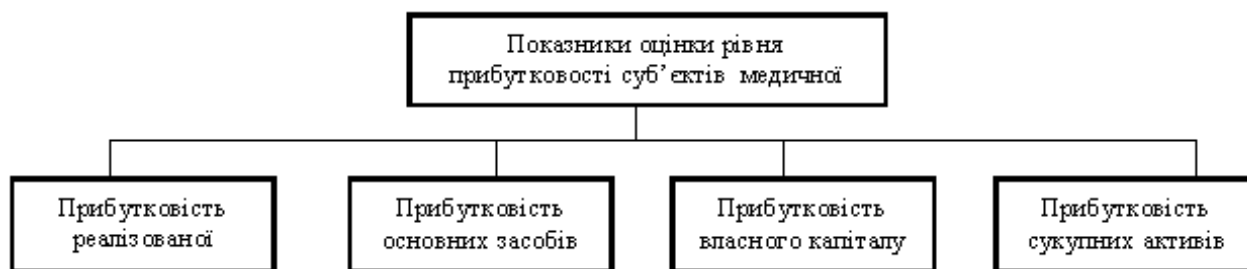 Показники оцінки рівня
прибутковості суб’єктів медичної
Прибутковість
реалізованої
Прибутковість
основних засобів
Прибутковість
власного капіталу
Прибутковість
сукупних активів